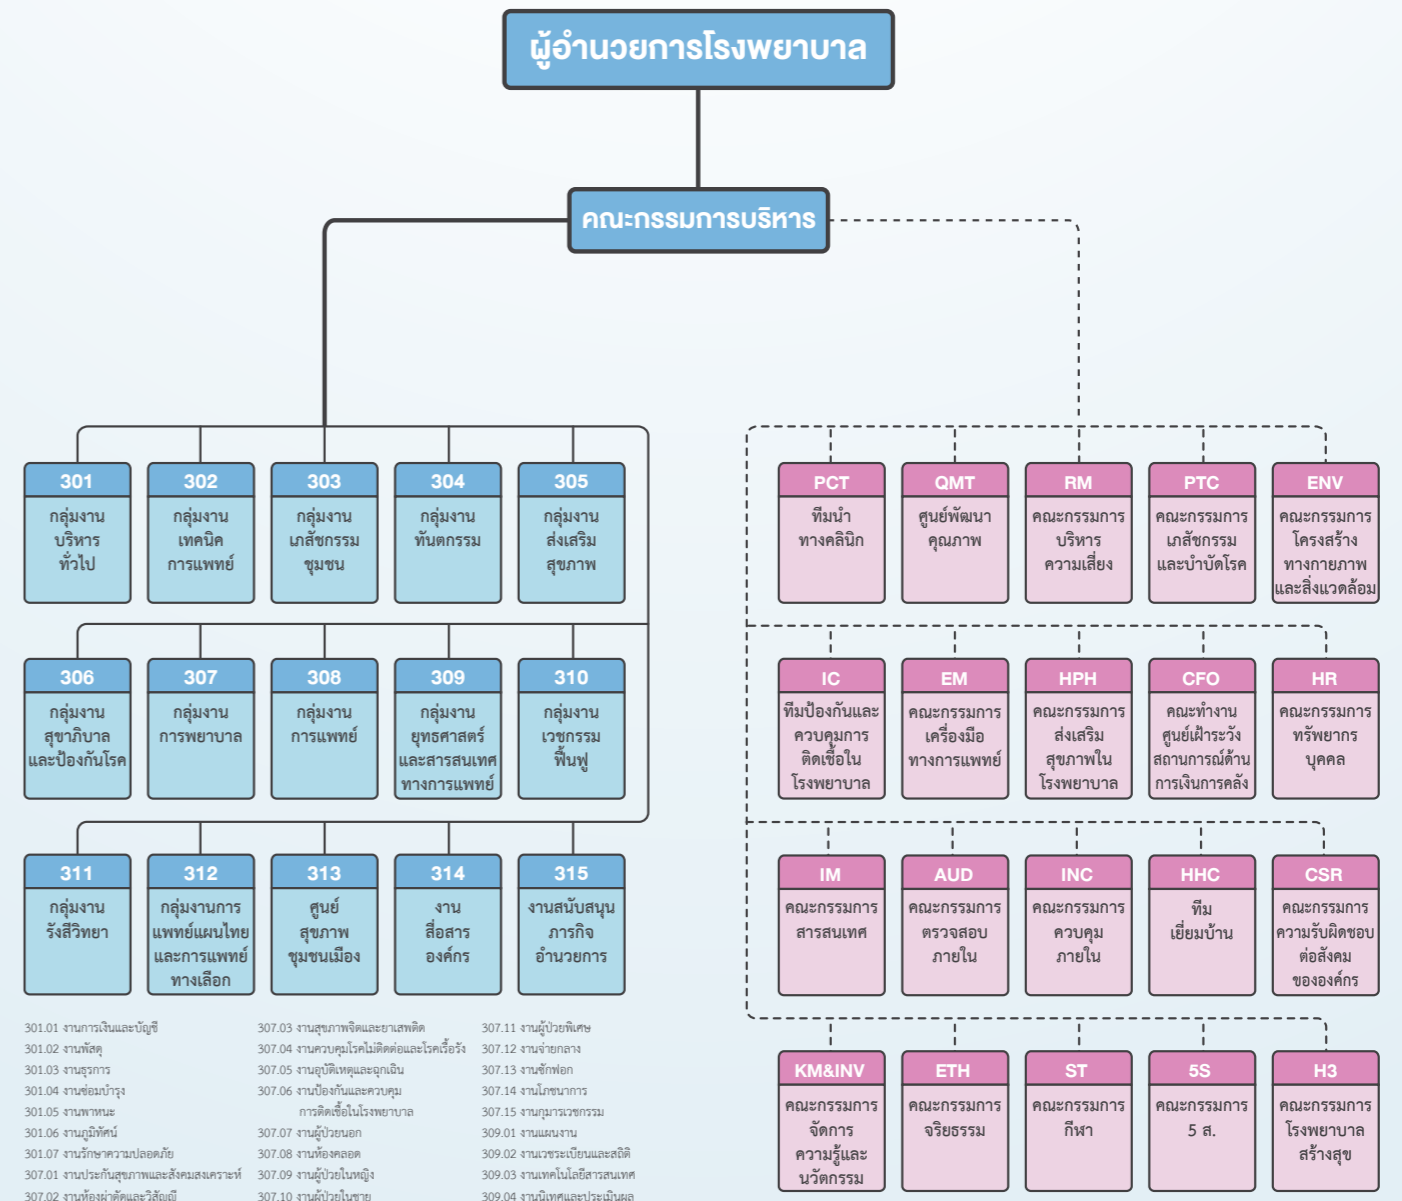 ผู้อำนวยการโรงพยาบาล
คณะกรรมการบริหาร
301
กลุ่มงาน
บริหาร
ทั่วไป
302
กลุ่มงาน
เทคนิค
การแพทย์
303
กลุ่มงาน
เภสัชกรรม
ชุมชน
304
กลุ่มงาน
ทันตกรรม
305
กลุ่มงาน
ส่งเสริม
สุขภาพ
306
กลุ่มงาน
สุขาภิบาล
และป้องกันโรค
307
กลุ่มงาน
การพยาบาล
308
กลุ่มงาน
การแพทย์
309
กลุ่มงาน
ยุทธศาสตร์
และสารสนเทศ
ทางการแพทย์
310
กลุ่มงาน
เวชกรรม
ฟื้นฟู
311
กลุ่มงาน
รังสีวิทยา
312
กลุ่มงานการ
แพทย์แผนไทย
และการแพทย์
ทางเลือก
313
ศูนย์
สุขภาพ
ชุมชนเมือง
314
งาน
สื่อสาร
องค์กร
315
งานสนับสนุน
ภารกิจ
อำนวยการ
301.01 งานการเงินและบัญชี
301.02 งานพัสดุ
301.03 งานธุรการ
301.04 งานซ่อมบำรุง
301.05 งานพาหนะ
301.06 งานภูมิทัศน์
301.07 งานรักษาความปลอดภัย
307.01 งานประกันสุขภาพและสังคมสงเคราะห์
307.02 งานห้องผ่าตัดและวิสัญญี
307.03 งานสุขภาพจิตและยาเสพติด
307.04 งานควบคุมโรคไม่ติดต่อและโรคเรื้อรัง
307.05 งานอุบัติเหตุและฉุกเฉิน
307.06 งานป้องกันและควบคุม
การติดเชื้อในโรงพยาบาล
307.07 งานผู้ป่วยนอก
307.08 งานห้องคลอด
307.09 งานผู้ป่วยในหญิง
307.10 งานผู้ป่วยในชาย
307.11 งานผู้ป่วยพิเศษ
307.12 งานจ่ายกลาง
307.13 งานซักฟอก
307.14 งานโภชนาการ
307.15 งานกุมารเวชกรรม
309.01 งานแผนงาน
309.02 งานเวชระเบียนและสถิติ
309.03 งานเทคโนโลยีสารสนเทศ
309.04 งานนิเทศและประเมินผล
PCT
ทีมนำ
ทางคลินิก
QMT
ศูนย์พัฒนา
คุณภาพ
RM
คณะกรรมการ
บริหาร
ความเสี่ยง
PTC
คณะกรรมการ
เภสัชกรรม
และบำบัดโรค
ENV
คณะกรรมการ
โครงสร้าง
ทางกายภาพ
และสิ่งแวดล้อม
IC
ทีมป้องกันและ
ควบคุมการ
ติดเชื้อใน
โรงพยาบาล
EM
คณะกรรมการ
เครื่องมือ
ทางการแพทย์
HPH
คณะกรรมการ
ส่งเสริม
สุขภาพใน
โรงพยาบาล
CFO
คณะทำงาน
ศูนย์เฝ้าระวัง
สถานการณ์ด้าน
การเงินการคลัง
HR
คณะกรรมการ
ทรัพยากร
บุคคล
IM
คณะกรรมการ
สารสนเทศ
AUD
คณะกรรมการ
ตรวจสอบ
ภายใน
INC
คณะกรรมการ
ควบคุม
ภายใน
HHC
ทีม
เยี่ยมบ้าน
CSR
คณะกรรมการ
ความรับผิดชอบ
ต่อสังคม
ขององค์กร
KM&INV
คณะกรรมการ
จัดการ
ความรู้และ
นวัตกรรม
ETH
คณะกรรมการ
จริยธรรม
ST
คณะกรรมการ
กีฬา
5S
คณะกรรมการ
5 ส.
H3
คณะกรรมการ
โรงพยาบาล
สร้างสุข